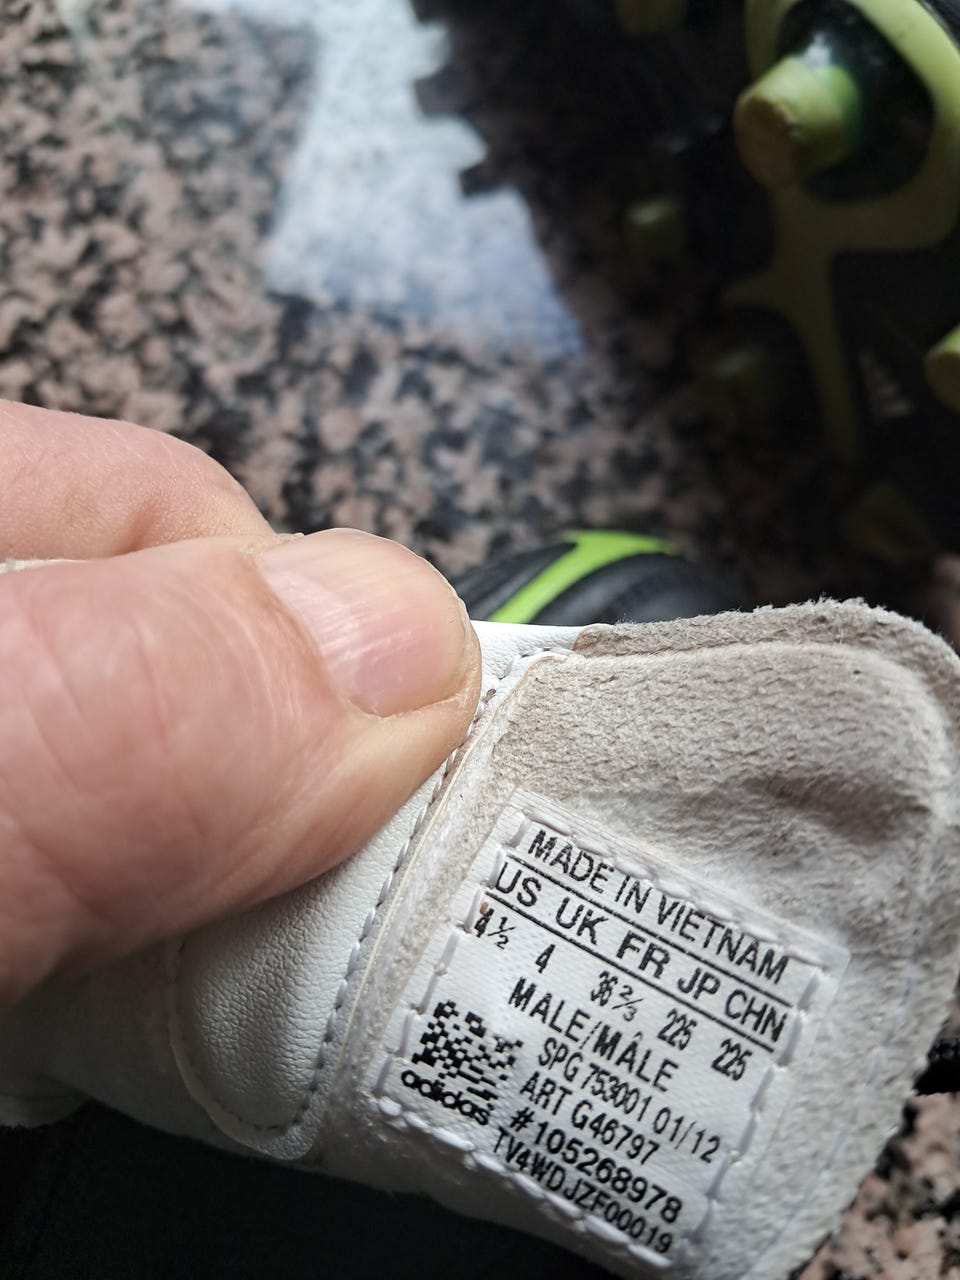 MADE IN VIETNAM
US UK FR JP CHN
4½ 4 36⅔ 225 225
MALE/MÂLE
SPG 753001 01/12
ART G46797
#105268978
TV4WDJZF00019
adidas